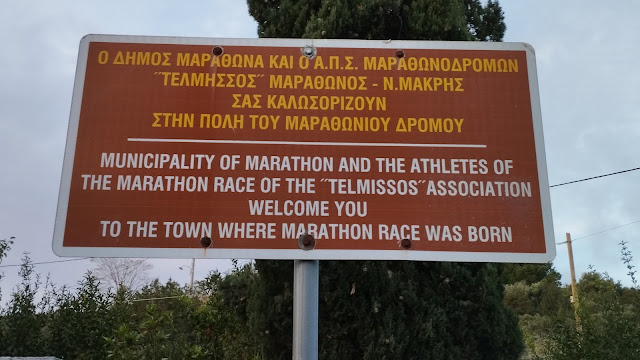 Ο ΔΗΜΟΣ ΜΑΡΑΘΩΝΑ ΚΑΙ Ο Α.Π.Σ. ΜΑΡΑΘΩΝΟΔΡΟΜΩΝ
˝ΤΕΛΜΗΣΣΟΣ˝ ΜΑΡΑΘΩΝΟΣ - Ν.ΜΑΚΡΗΣ
ΣΑΣ ΚΑΛΩΣΟΡΙΖΟΥΝ
ΣΤΗΝ ΠΟΛΗ ΤΟΥ ΜΑΡΑΘΩΝΙΟΥ ΔΡΟΜΟΥ
MUNICIPALITY OF MARATHON AND THE ATHLETES OF
THE MARATHON RACE OF THE ˝TELMISSOS˝ASSOCIATION
WELCOME YOU
TO THE TOWN WHERE MARATHON RACE WAS BORN